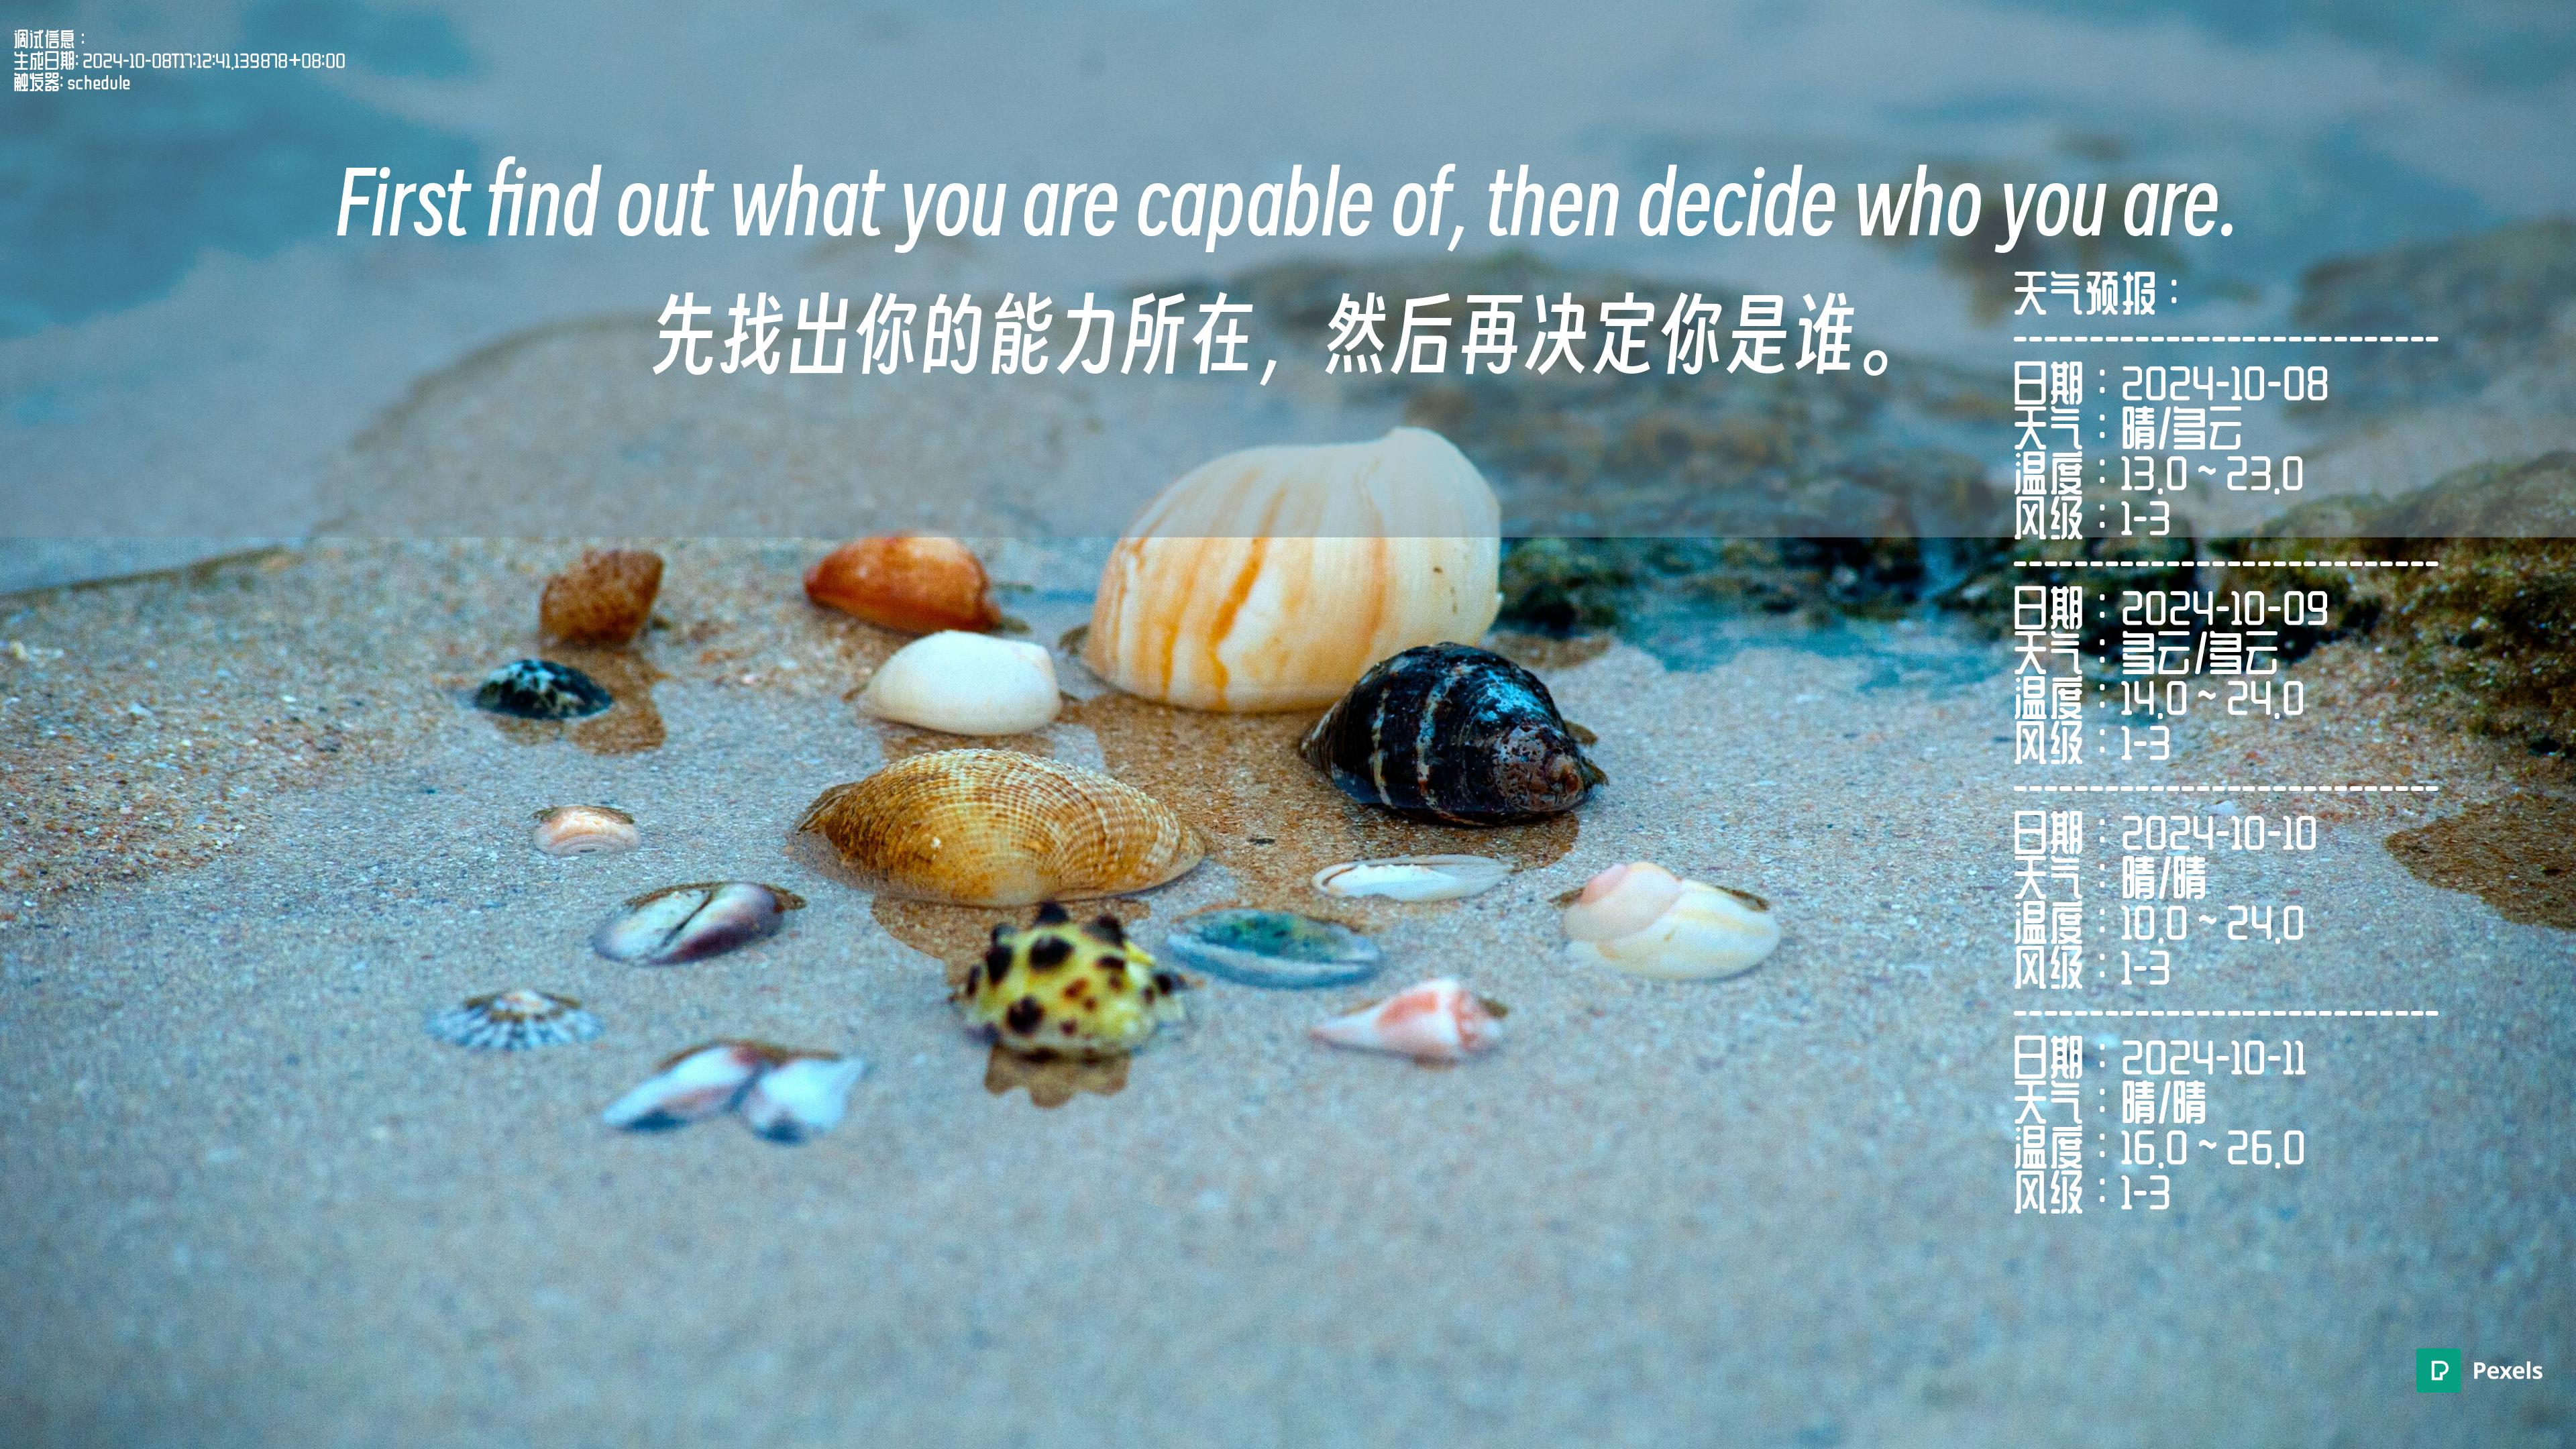 调试信息：
生成日期: 2024-10-08T17:12:41.139878+08:00
触发器: schedule
First find out what you are capable of, then decide who you are.
先找出你的能力所在，然后再决定你是谁。
天气预报：
------------------------------
日期：2024-10-08
天气：晴/多云
温度：13.0 ~ 23.0
风级：1-3
------------------------------
日期：2024-10-09
天气：多云/多云
温度：14.0 ~ 24.0
风级：1-3
------------------------------
日期：2024-10-10
天气：晴/晴
温度：10.0 ~ 24.0
风级：1-3
------------------------------
日期：2024-10-11
天气：晴/晴
温度：16.0 ~ 26.0
风级：1-3
Pexels